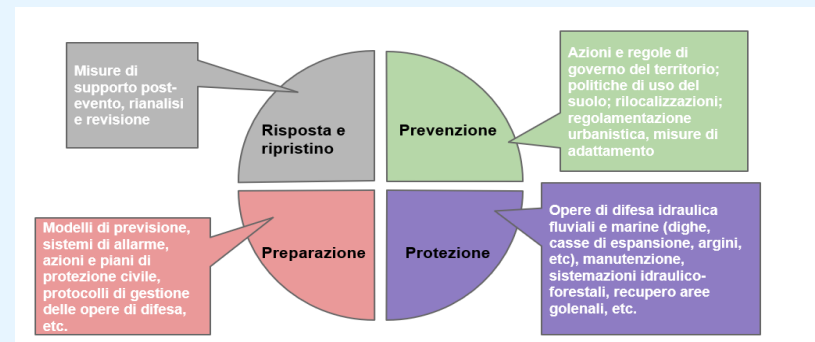 Misure di
supporto post-
evento, rianalisi
e revisione
Risposta e
ripristino
Prevenzione
Azioni e regole di
governo del territorio;
politiche di uso del
suolo; rilocalizzazioni;
regolamentazione
urbanistica, misure di
adattamento
Modelli di previsione,
sistemi di allarme,
azioni e piani di
protezione civile,
protocolli di gestione
delle opere di difesa,
etc.
Preparazione
Protezione
Opere di difesa idraulica
fluviali e marine (dighe,
casse di espansione, argini,
etc), manutenzione,
sistemazioni idraulico-
forestali, recupero aree
golenali, etc.